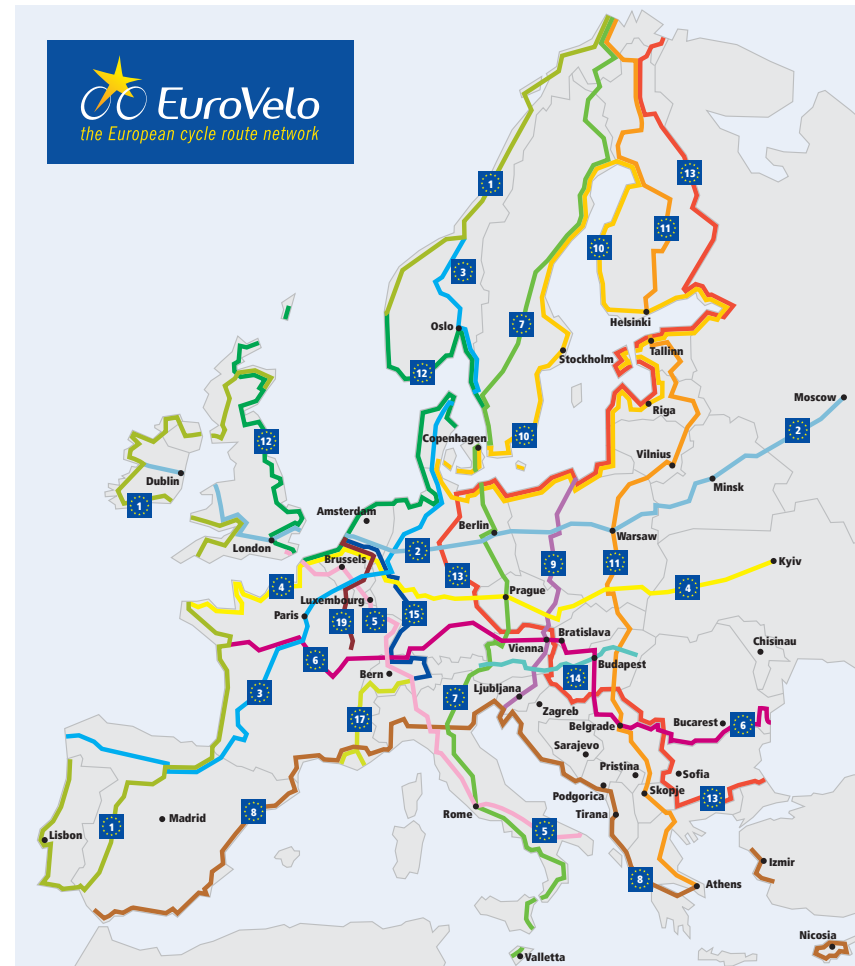 EuroVelo
the European cycle route network
1
13
11
10
3
7
Oslo
Helsinki
Tallinn
Stockholm
12
Moscow
Riga
2
12
Copenhagen
10
Vilnius
Dublin
Minsk
1
Amsterdam
Berlin
Warsaw
London
2
Brussels
9
11
Kyiv
4
13
4
Prague
Luxembourg
15
Paris
19
5
Bratislava
Vienna
Chisinau
6
Budapest
Bern
14
3
7
Ljubljana
17
Zagreb
Bucarest
6
Belgrade
Sarajevo
Pristina
Sofia
Podgorica
Skopje
13
Rome
Tirana
8
Madrid
1
Lisbon
5
Izmir
8
Athens
Nicosia
Valletta